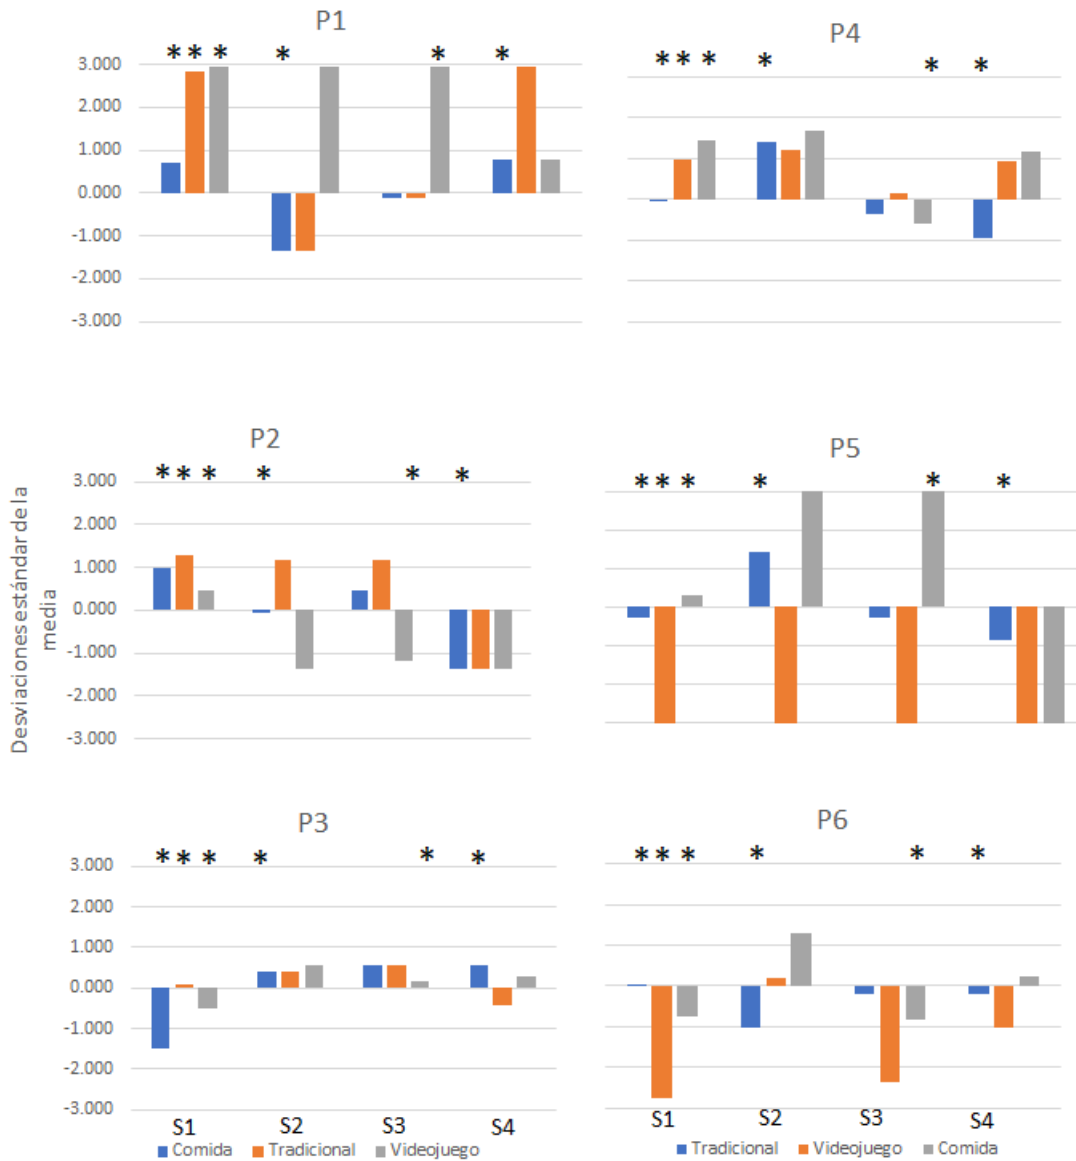 P1
* * * * * *
3.000
2.000
1.000
0.000
-1.000
-2.000
-3.000
P4
* * * * * *
Desviaciones estándar de la
media
P2
* * * * * *
3.000
2.000
1.000
0.000
-1.000
-2.000
-3.000
P5
* * * * * *
P3
* * * * * *
3.000
2.000
1.000
0.000
-1.000
-2.000
-3.000
S1 S2 S3 S4
Comida Tradicional Videojuego
P6
* * * * * *
S1 S2 S3 S4
Tradicional Videojuego Comida